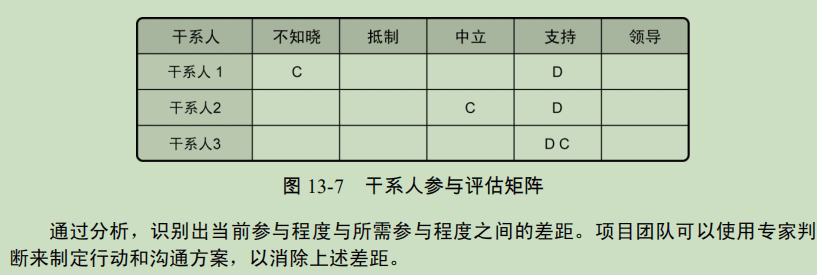 干系人 不知晓 抵制 中立 支持 领导
干系人 1 C D
干系人2 C D
干系人3 D C
图 13-7 干系人参与评估矩阵
通过分析，识别出当前参与程度与所需参与程度之间的差距。项目团队可以使用专家判
断来制定行动和沟通方案，以消除上述差距。